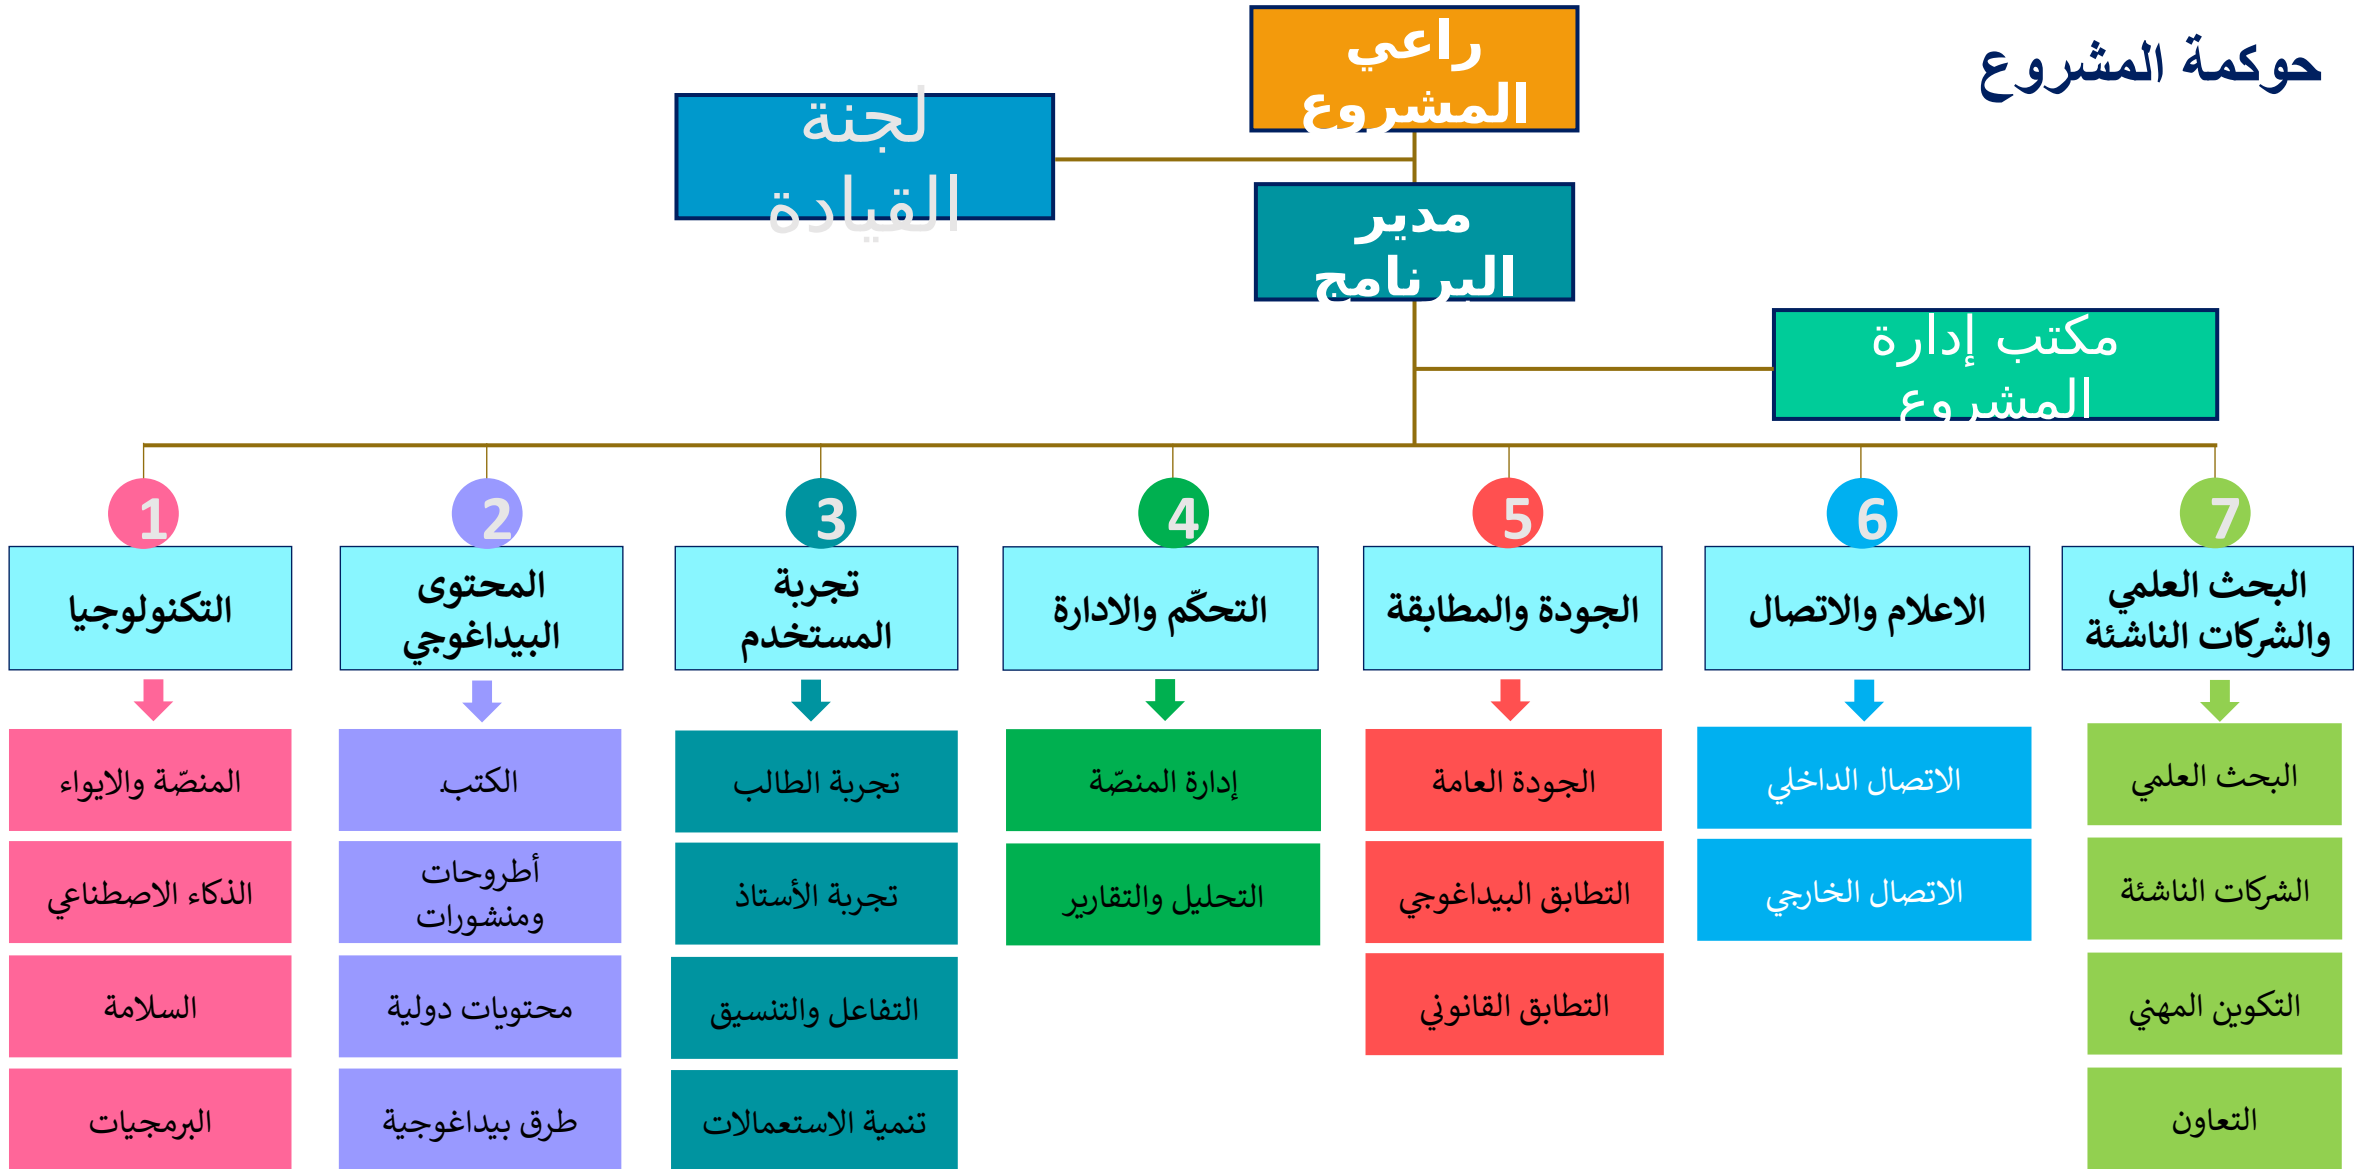 حوكمة المشروع
راعي
المشروع
لجنة
القيادة
مدير
البرنامج
مكتب إدارة
المشروع
1
التكنولوجيا
المنصّة والايواء
الذكاء الاصطناعي
السلامة
البرمجيات
2
المحتوى
البيداغوجي
الكتب.
أطروحات
ومنشورات
محتويات دولية
طرق بيداغوجية
3
تجربة
المستخدم
تجربة الطالب
تجربة الأستاذ
التفاعل والتنسيق
تنمية الاستعمالات
4
التحكّم والادارة
إدارة المنصّة
التحليل والتقارير
5
الجودة والمطابقة
الجودة العامة
التطابق البيداغوجي
التطابق القانوني
6
الاعلام والاتصال
الاتصال الداخلي
الاتصال الخارجي
7
البحث العلمي
والشركات الناشئة
البحث العلمي
الشركات الناشئة
التكوين المهني
التعاون